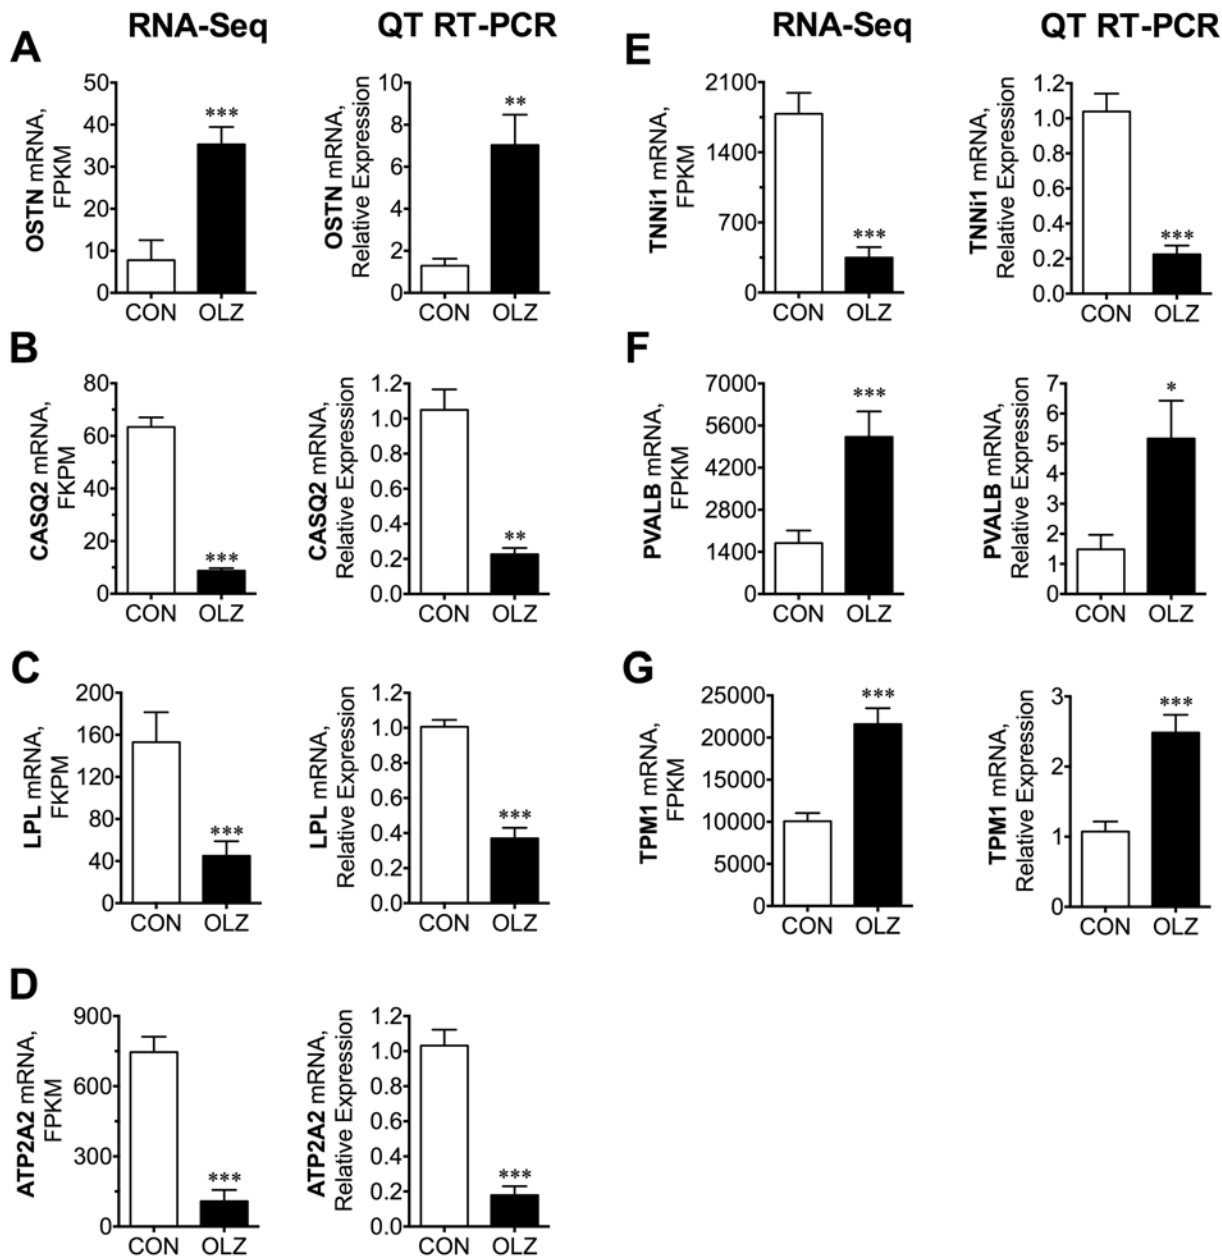 RNA-Seq QT RT-PCR RNA-Seq QT RT-PCR
A
OSTN mRNA,
FPKM
50
40
30
20
10
0
***
CON OLZ
OSTN mRNA,
Relative Expression
10
8
6
4
2
0
**
CON OLZ
B
CASQ2 mRNA,
FKPM
80
60
40
20
0
***
CON OLZ
CASQ2 mRNA,
Relative Expression
1.2
1.0
0.8
0.6
0.4
0.2
0.0
**
CON OLZ
C
LPL mRNA,
FKPM
200
160
120
80
40
0
***
CON OLZ
LPL mRNA,
Relative Expression
1.2
1.0
0.8
0.6
0.4
0.2
0.0
***
CON OLZ
D
ATP2A2 mRNA,
FPKM
900
600
300
0
***
CON OLZ
ATP2A2 mRNA,
Relative Expression
1.2
1.0
0.8
0.6
0.4
0.2
0.0
***
CON OLZ
E
TNNi1 mRNA,
FPKM
2100
1400
700
0
***
CON OLZ
TNNi1 mRNA,
Relative Expression
1.2
1.0
0.8
0.6
0.4
0.2
0.0
***
CON OLZ
F
PVALB mRNA,
FPKM
7000
5600
4200
2800
1400
0
***
CON OLZ
PVALB mRNA,
Relative Expression
7
6
5
4
3
2
1
0
*
CON OLZ
G
TPM1 mRNA,
FPKM
25000
20000
15000
10000
5000
0
***
CON OLZ
TPM1 mRNA,
Relative Expression
3
2
1
0
***
CON OLZ